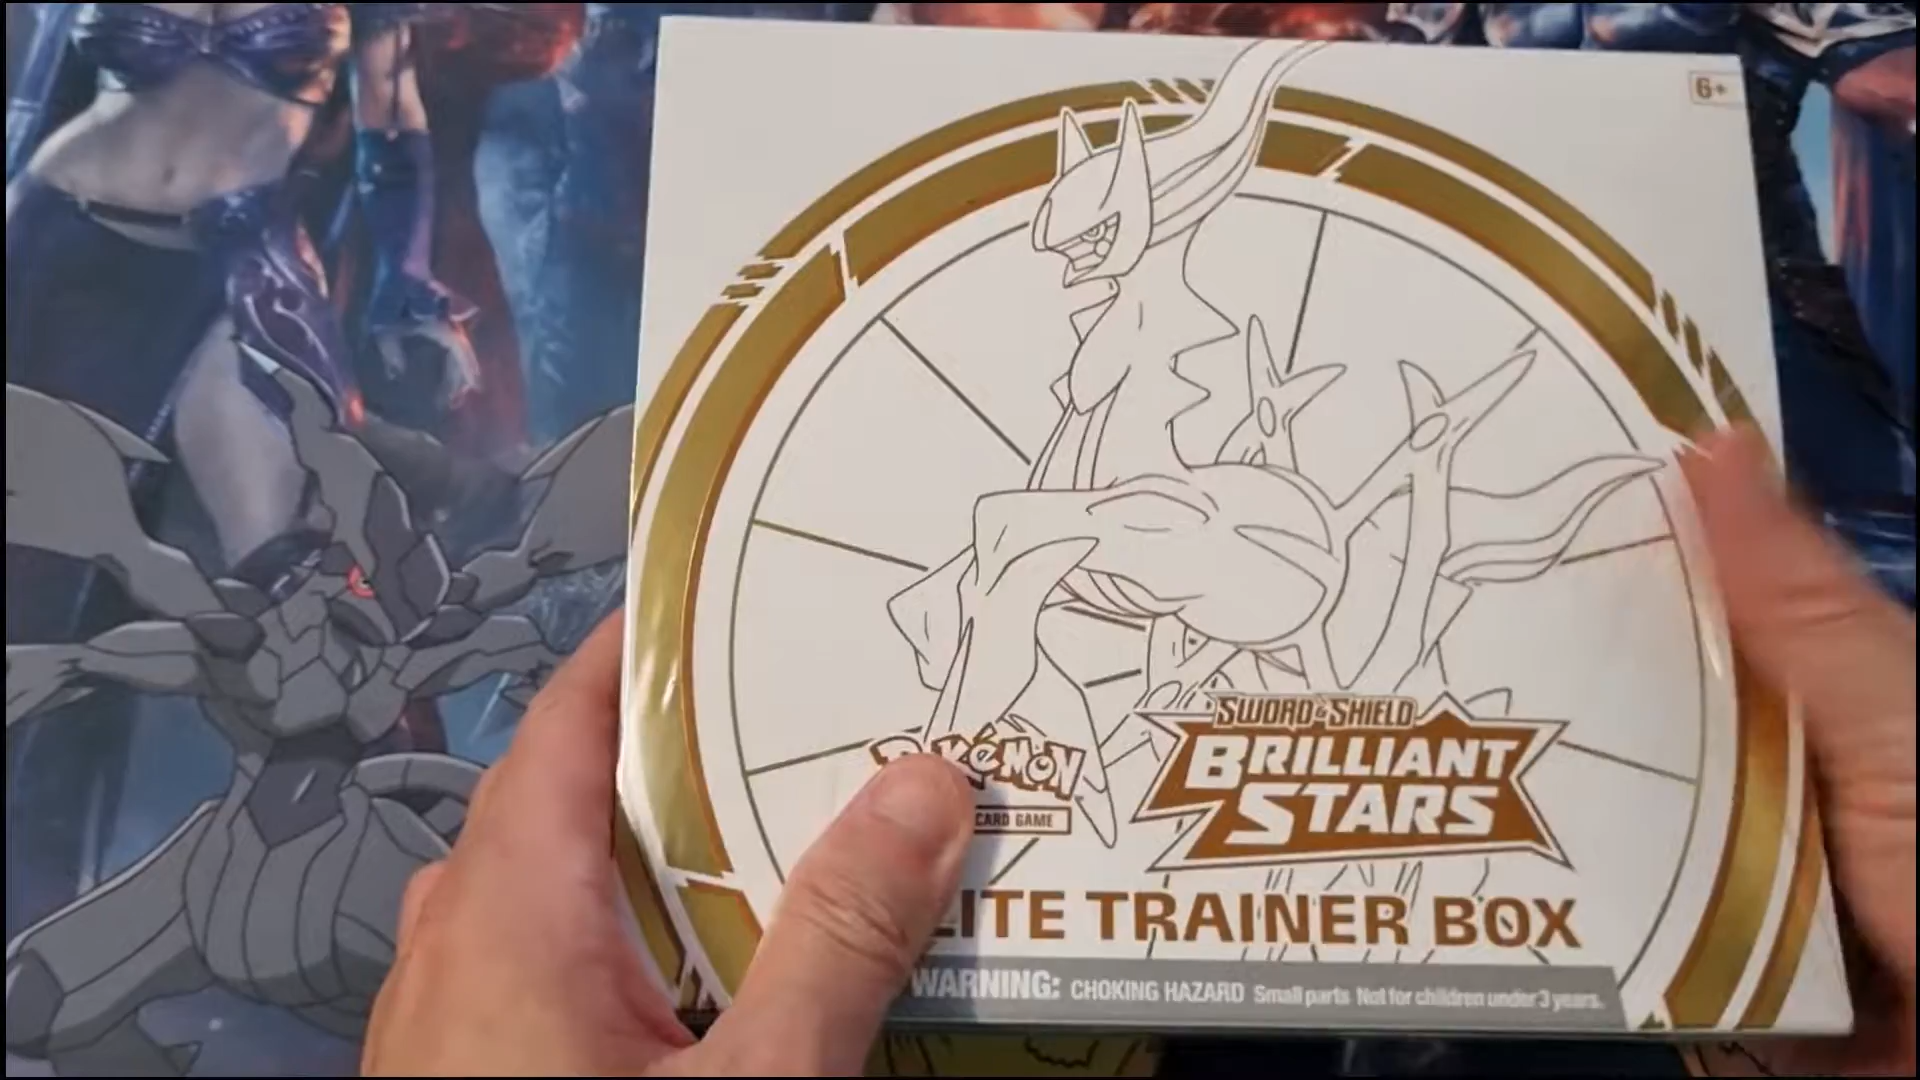 6+
SWORD & SHIELD
BRILLIANT
STARS
POKéMON
CARD GAME
LITE TRAINER BOX
WARNING: CHOKING HAZARD Small parts Not for children under 3 years.